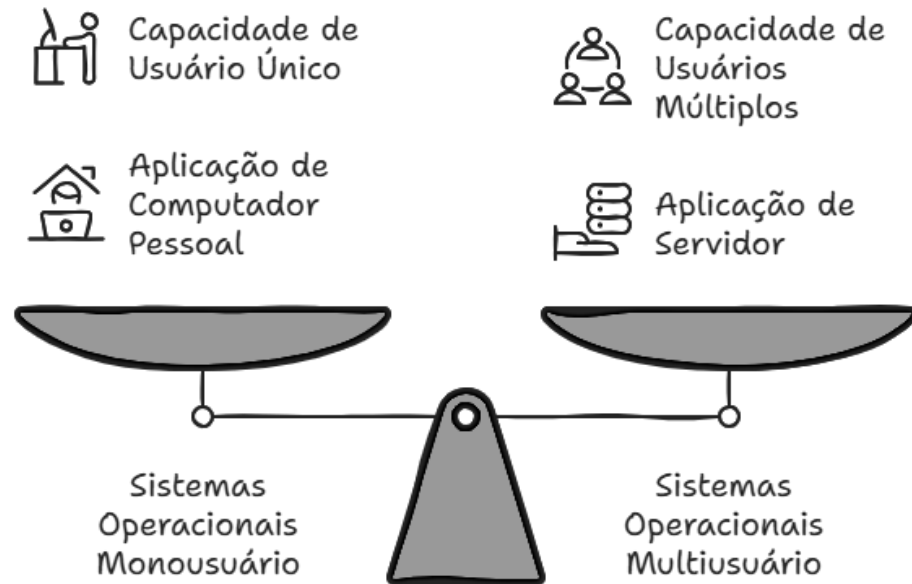 Capacidade de
Usuário Único
Aplicação de
Computador
Pessoal
Sistemas
Operacionais
Monousuário
Capacidade de
Usuários
Múltiplos
Aplicação de
Servidor
Sistemas
Operacionais
Multiusuário